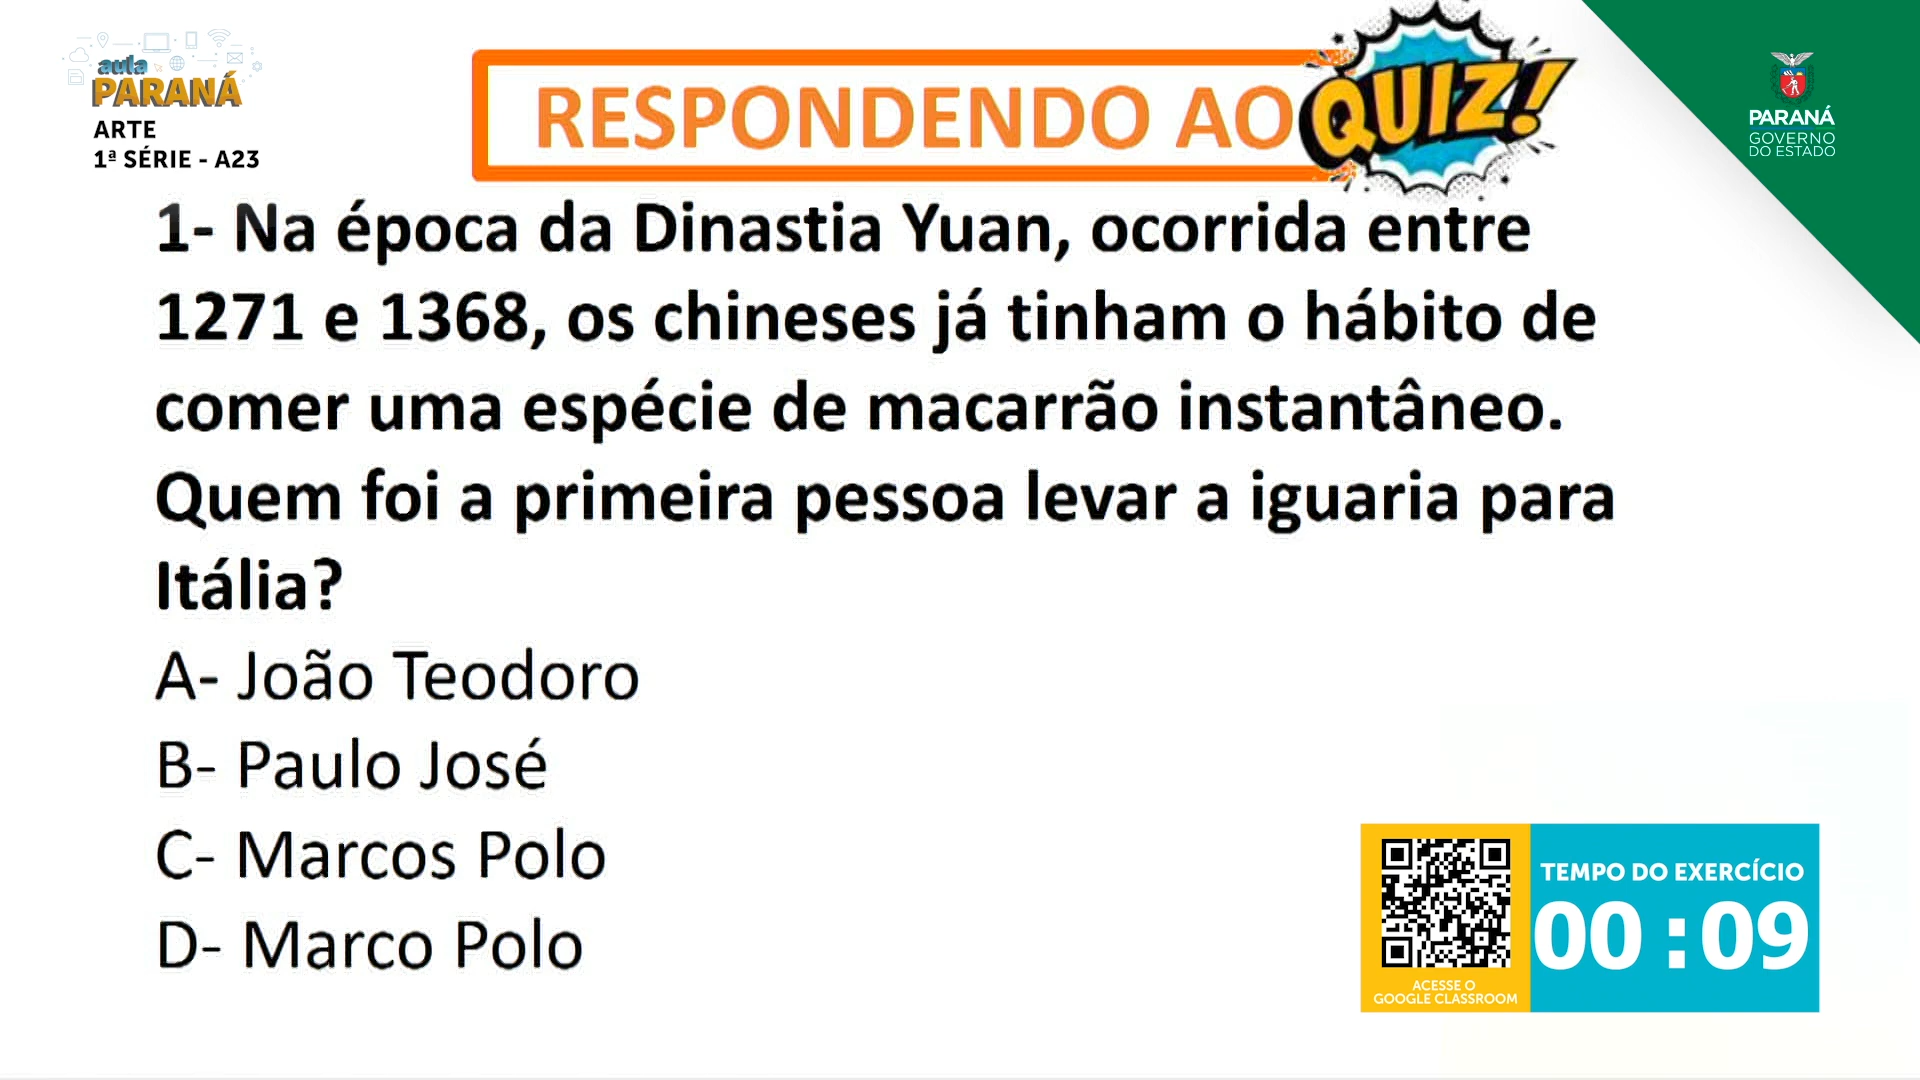 aula
PARANÁ
ARTE
1ª SÉRIE - A23
RESPONDENDO AO QUIZ!
PARANÁ
GOVERNO
DO ESTADO
1- Na época da Dinastia Yuan, ocorrida entre
1271 e 1368, os chineses já tinham o hábito de
comer uma espécie de macarrão instantâneo.
Quem foi a primeira pessoa levar a iguaria para
Itália?
A- João Teodoro
B- Paulo José
C- Marcos Polo
D- Marco Polo
TEMPO DO EXERCÍCIO
00:09
ACESSE O
GOOGLE CLASSROOM